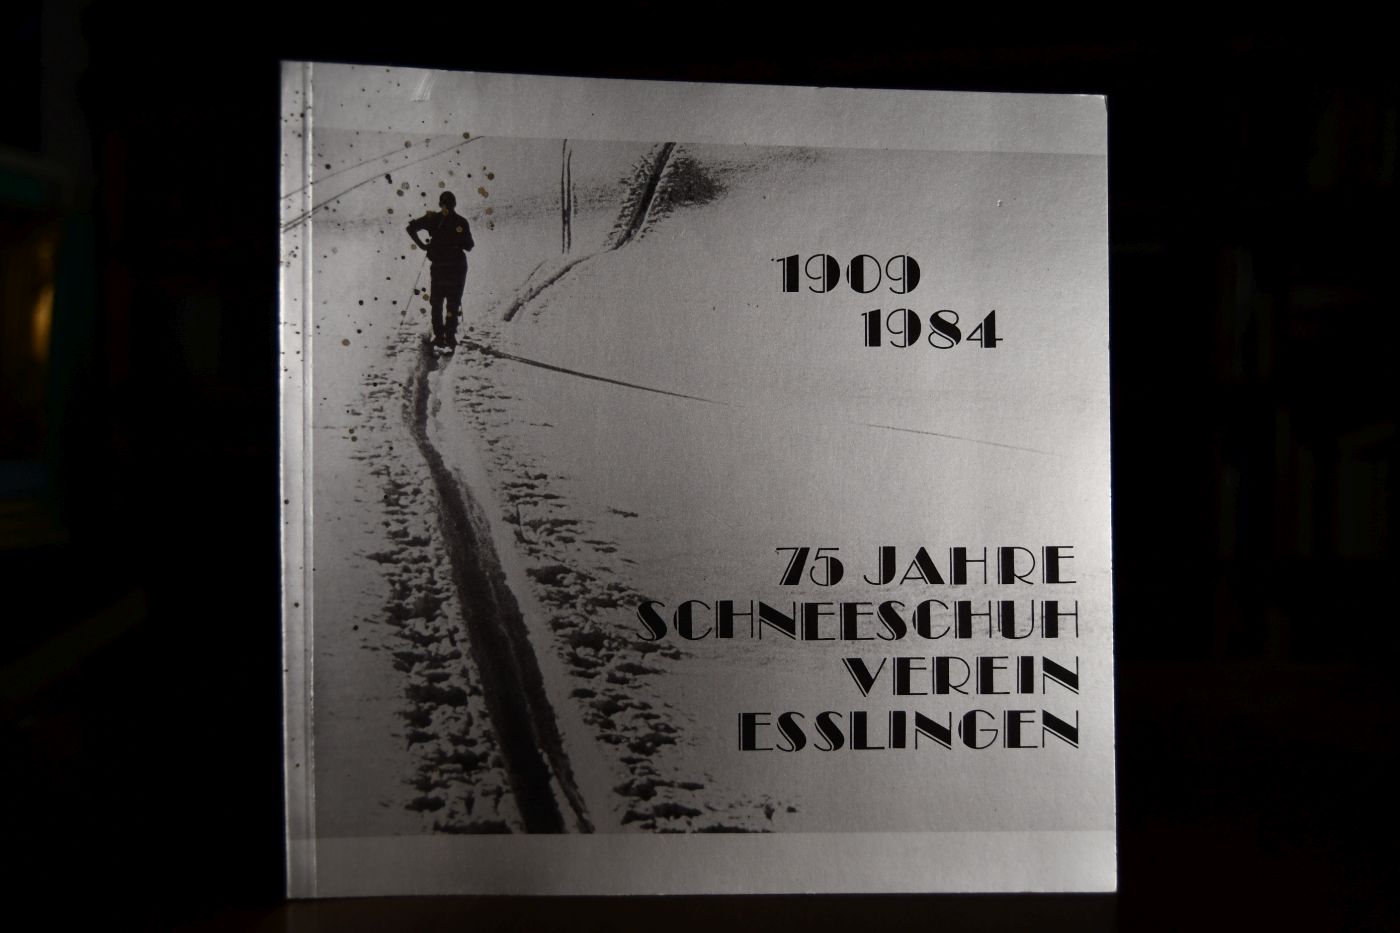 1909
1984
75 JAHRE
SCHNEESCHUH
VEREIN
ESSLINGEN